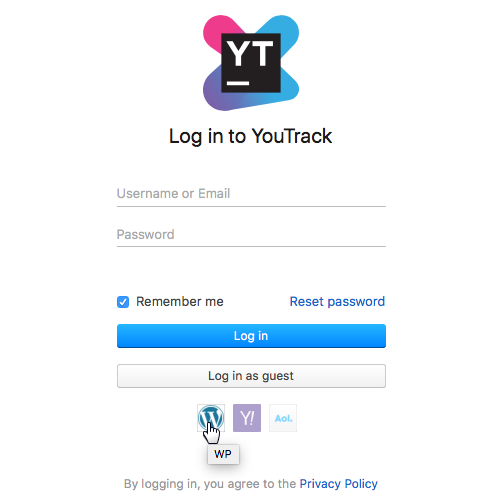 YT
Log in to YouTrack
Username or Email
Password
Remember me
Reset password
Log in
Log in as guest
W
Y!
Aol.
WP
By logging in, you agree to the Privacy Policy